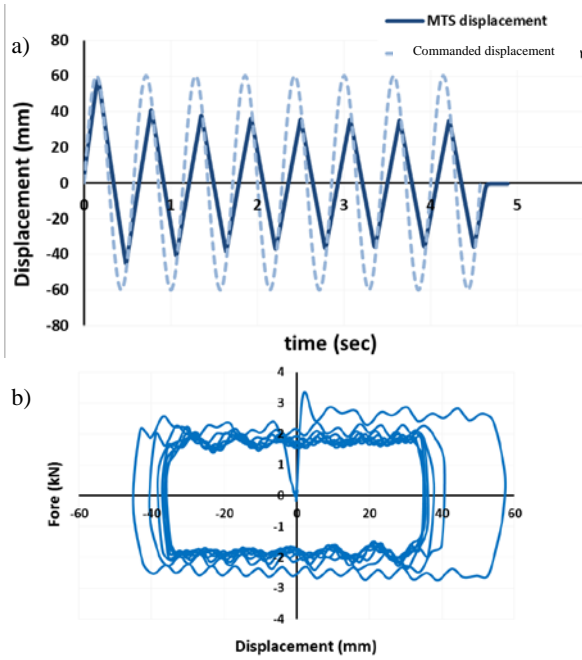 MTS displacement
a)
Commanded displacement
80
60
40
20
0
-20
-40
-60
-80
0 1 2 3 4 5
Displacement (mm)
time (sec)
b)
4
3
2
1
0
-1
-2
-3
-4
-60 -40 -20 0 20 40 60
Fore (kN)
Displacement (mm)